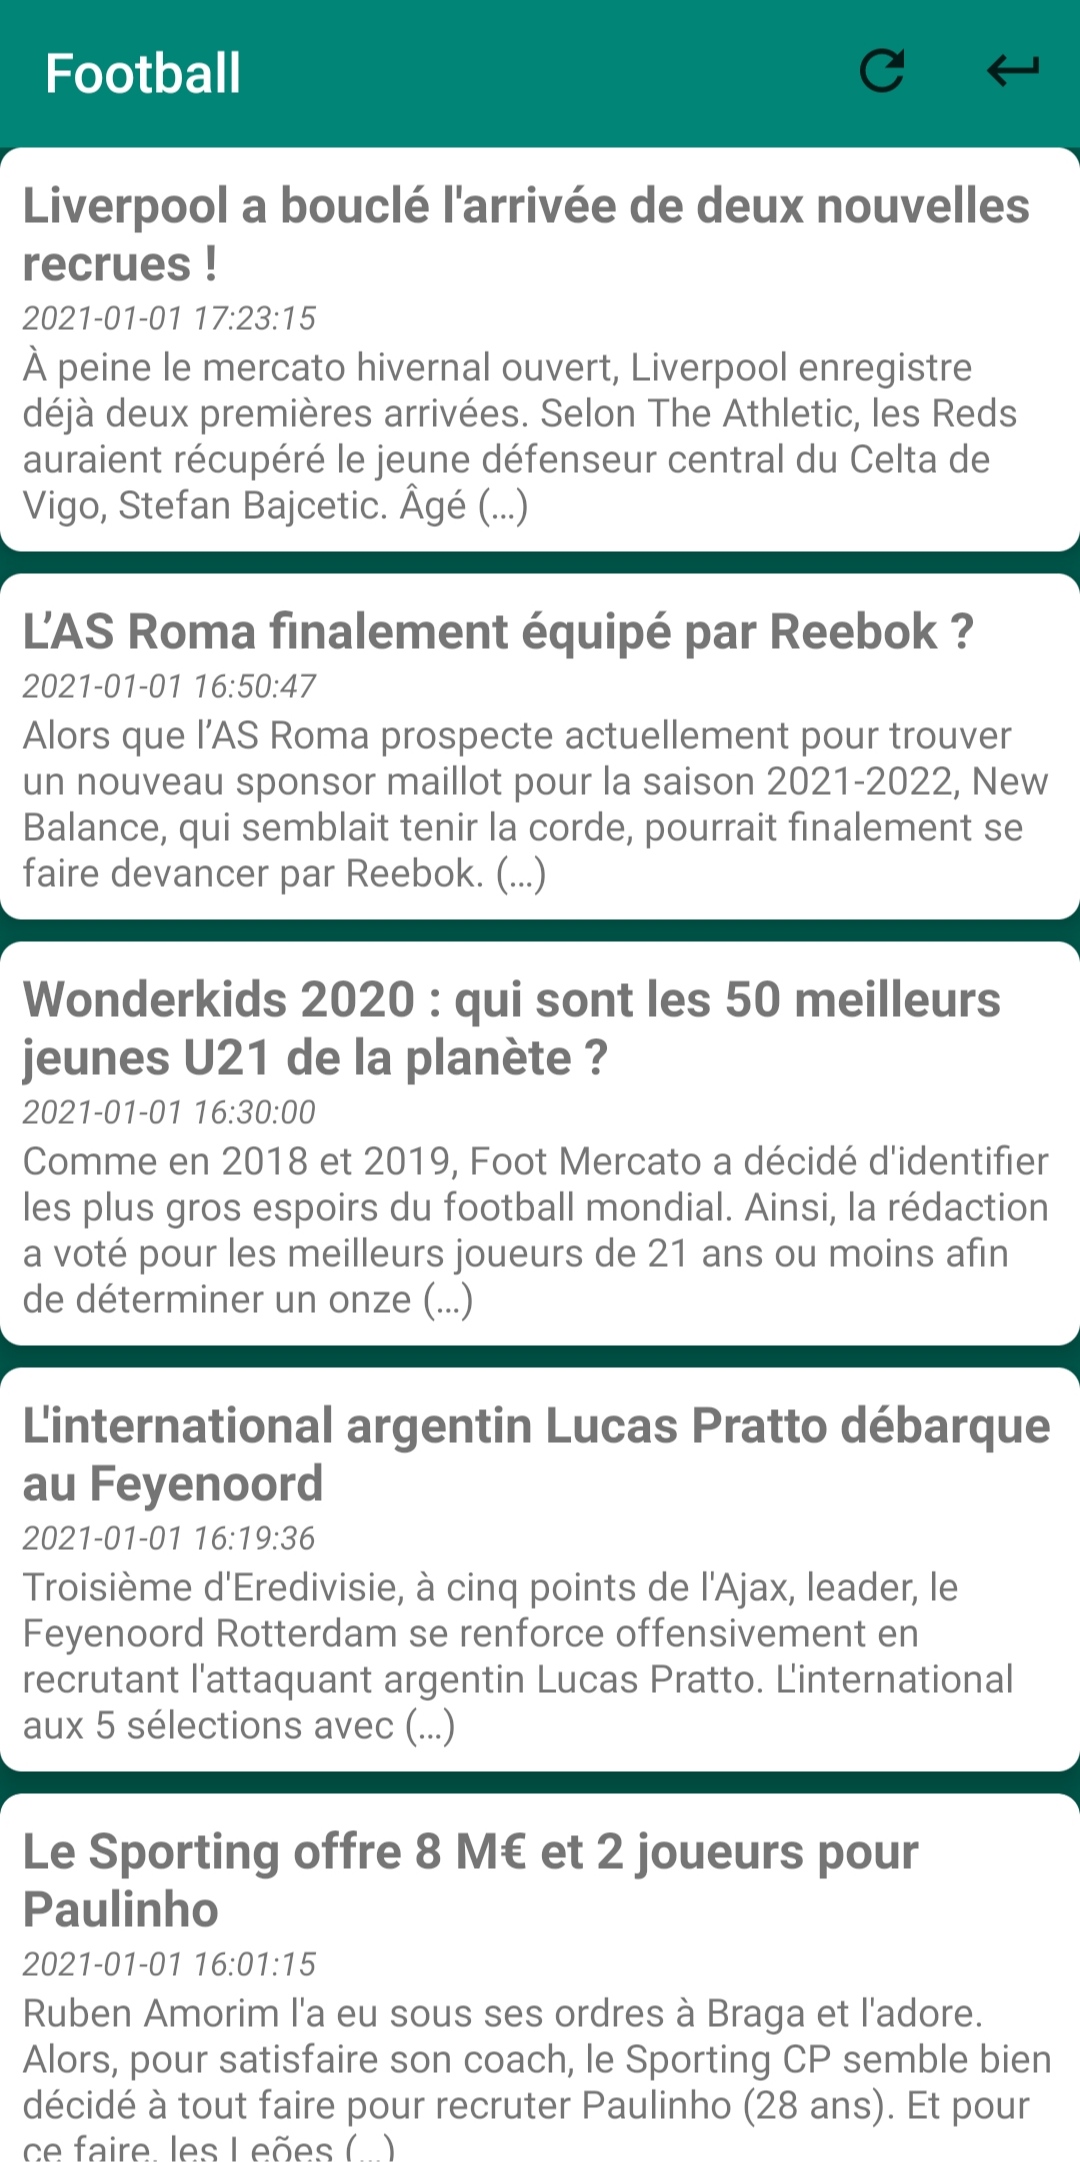 Football
Liverpool a bouclé l'arrivée de deux nouvelles
recrues !
2021-01-01 17:23:15
À peine le mercato hivernal ouvert, Liverpool enregistre
déjà deux premières arrivées. Selon The Athletic, les Reds
auraient récupéré le jeune défenseur central du Celta de
Vigo, Stefan Bajcetic. Âgé (...)
L’AS Roma finalement équipé par Reebok ?
2021-01-01 16:50:47
Alors que l’AS Roma prospecte actuellement pour trouver
un nouveau sponsor maillot pour la saison 2021-2022, New
Balance, qui semblait tenir la corde, pourrait finalement se
faire devancer par Reebok. (...)
Wonderkids 2020 : qui sont les 50 meilleurs
jeunes U21 de la planète ?
2021-01-01 16:30:00
Comme en 2018 et 2019, Foot Mercato a décidé d'identifier
les plus gros espoirs du football mondial. Ainsi, la rédaction
a voté pour les meilleurs joueurs de 21 ans ou moins afin
de déterminer un onze (...)
L'international argentin Lucas Pratto débarque
au Feyenoord
2021-01-01 16:19:36
Troisième d'Eredivisie, à cinq points de l'Ajax, leader, le
Feyenoord Rotterdam se renforce offensivement en
recrutant l'attaquant argentin Lucas Pratto. L'international
aux 5 sélections avec (...)
Le Sporting offre 8 M€ et 2 joueurs pour
Paulinho
2021-01-01 16:01:15
Ruben Amorim l'a eu sous ses ordres à Braga et l'adore.
Alors, pour satisfaire son coach, le Sporting CP semble bien
décidé à tout faire pour recruter Paulinho (28 ans). Et pour
ce faire, les Leões (...)